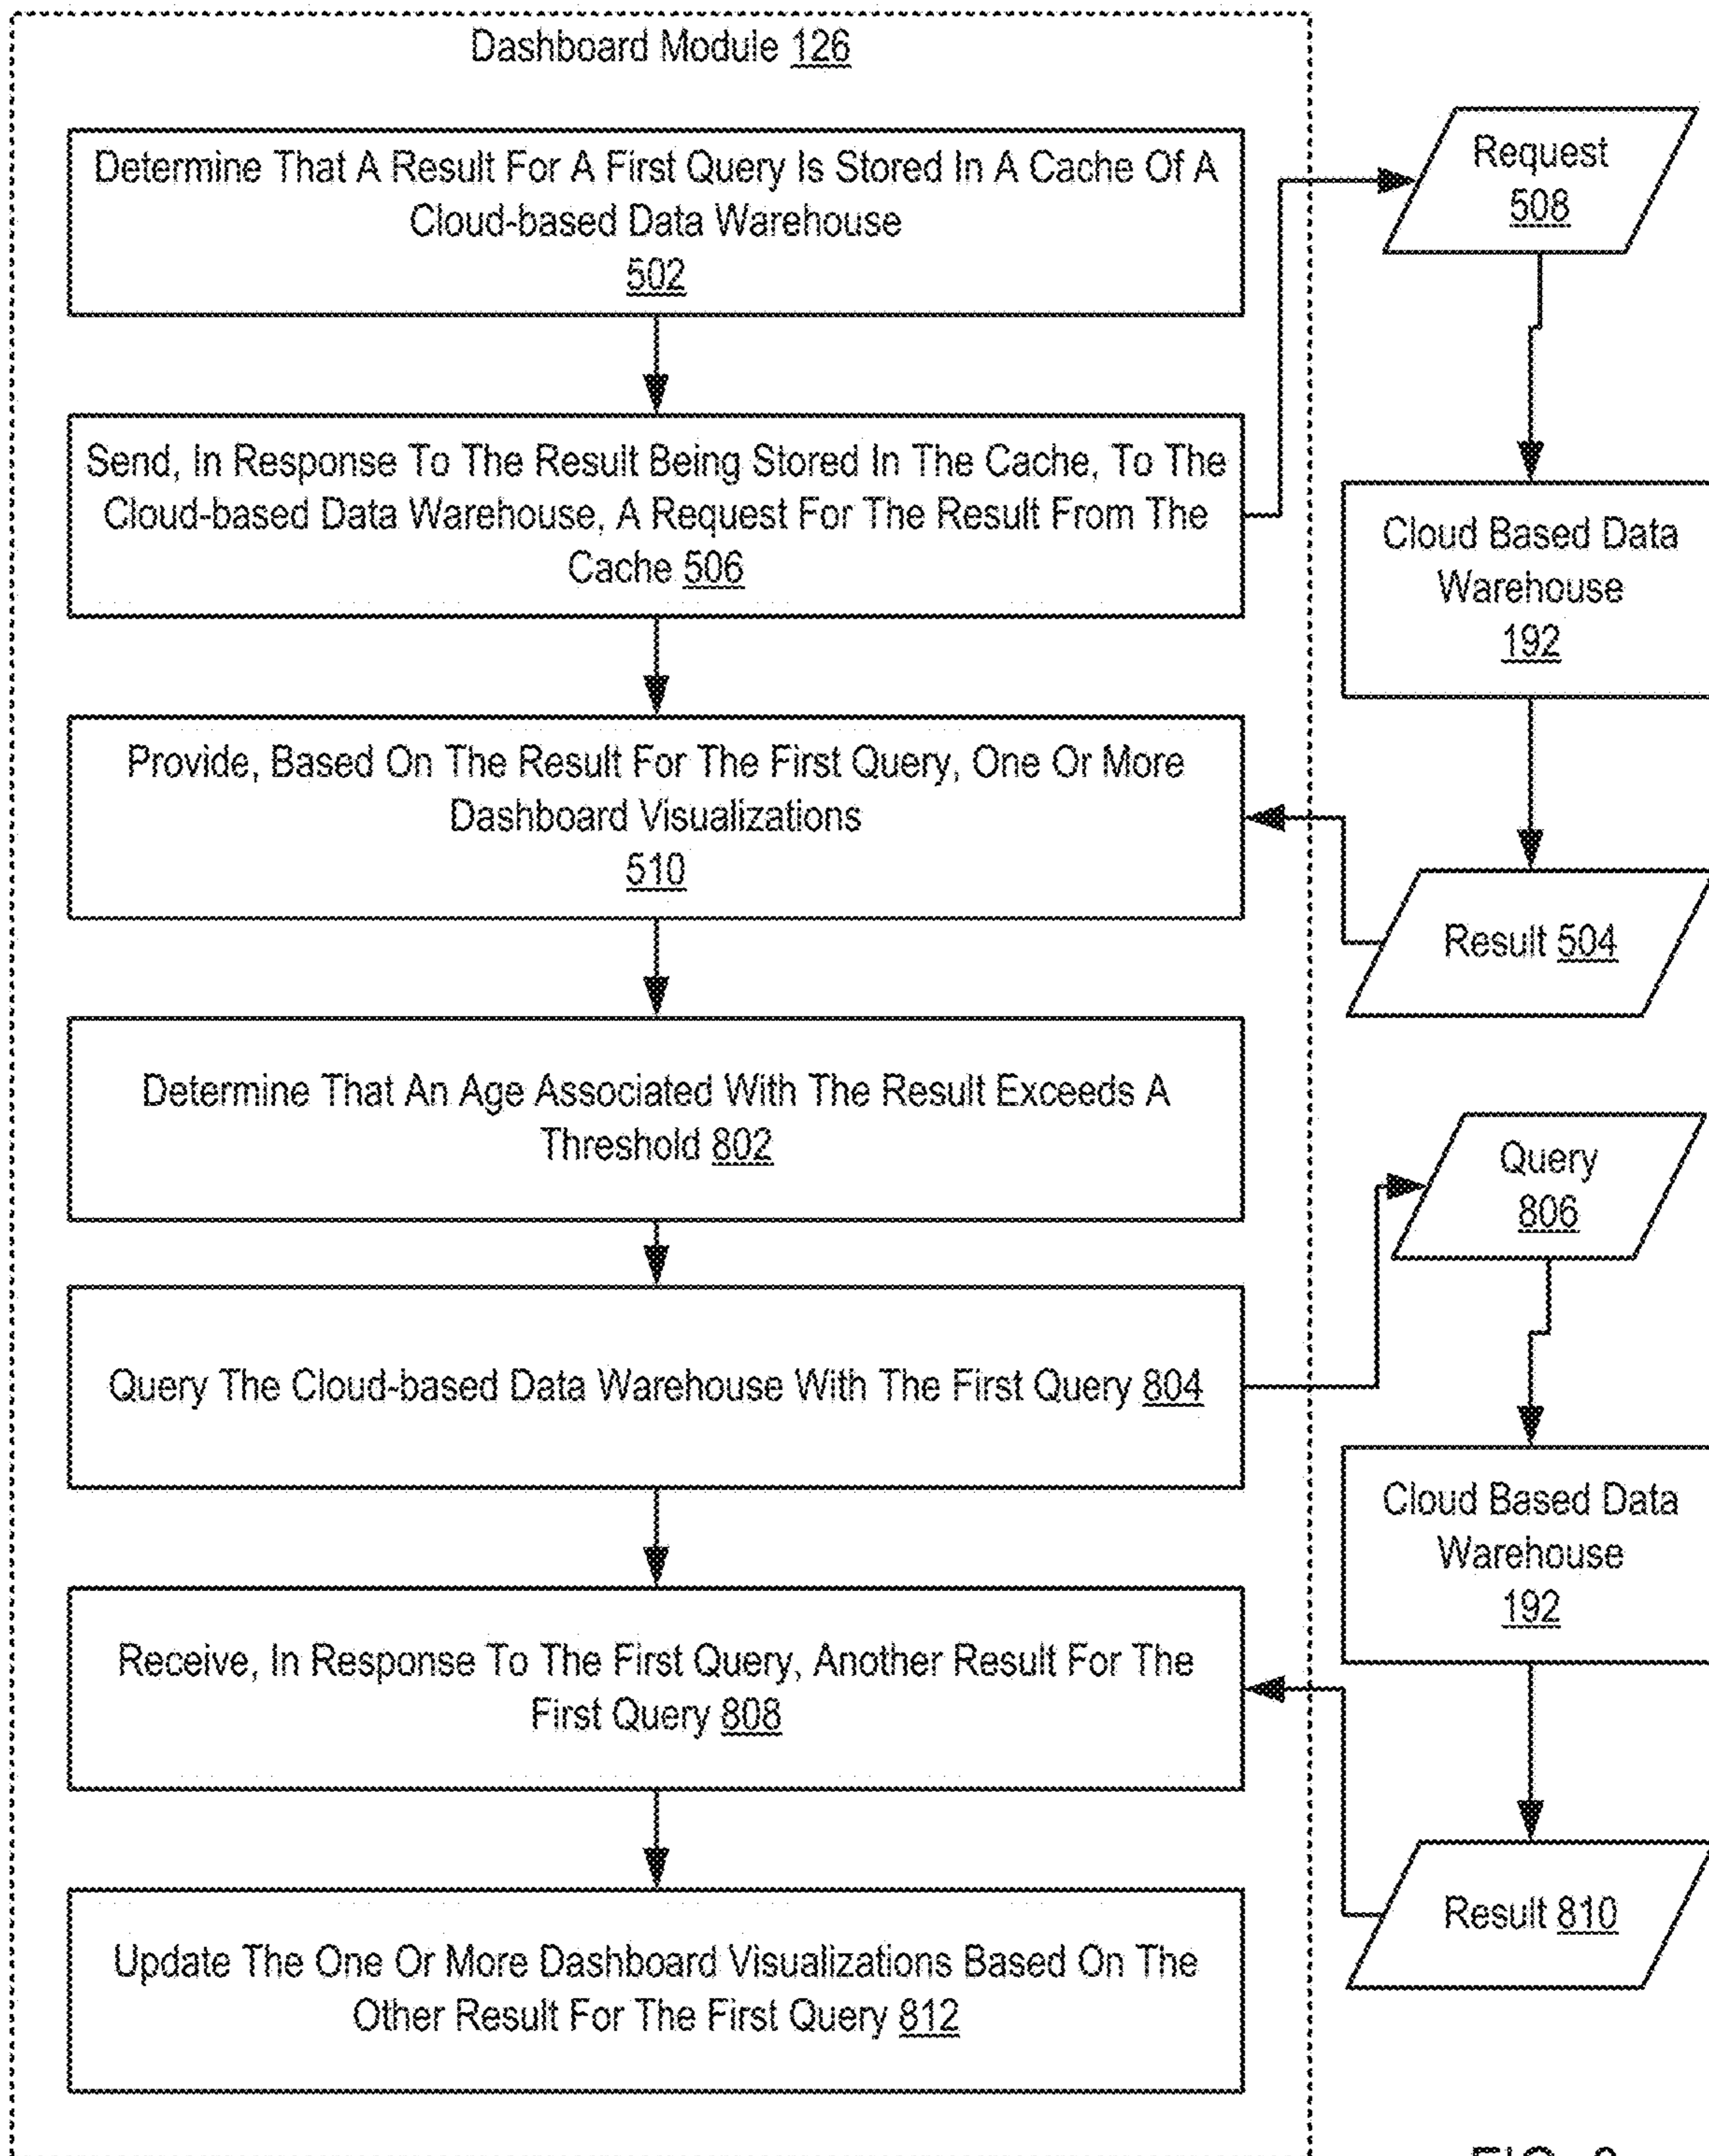 Dashboard Module 126
Determine That A Result For A First Query Is Stored In A Cache Of A
Cloud-based Data Warehouse
502
Send, In Response To The Result Being Stored In The Cache, To The
Cloud-based Data Warehouse, A Request For The Result From The
Cache 506
Provide, Based On The Result For The First Query, One Or More
Dashboard Visualizations
510
Determine That An Age Associated With The Result Exceeds A
Threshold 802
Query The Cloud-based Data Warehouse With The First Query 804
Receive, In Response To The First Query, Another Result For The
First Query 808
Update The One Or More Dashboard Visualizations Based On The
Other Result For The First Query 812
Request
508
Cloud Based Data
Warehouse
192
Result 504
Query
806
Cloud Based Data
Warehouse
192
Result 810
FIG.